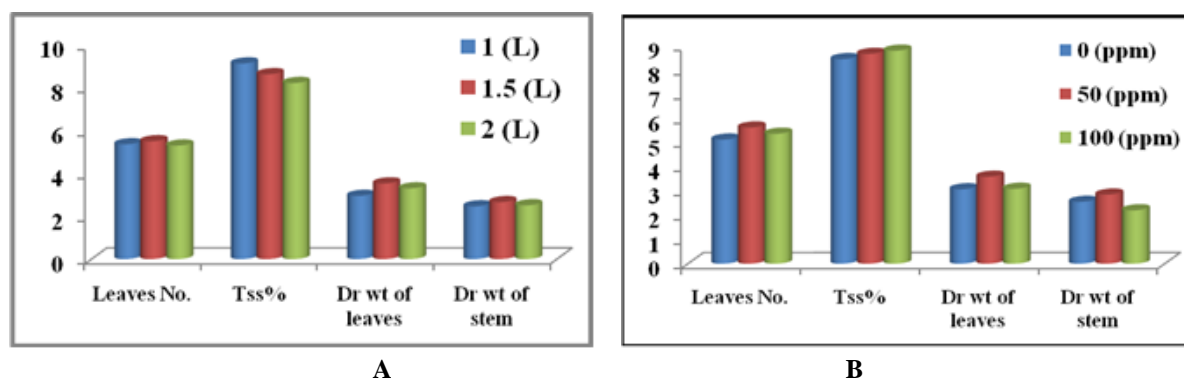 10
8
6
4
2
0
1 (L)
1.5 (L)
2 (L)
Leaves No.
Tss%
Dr wt of
leaves
Dr wt of
stem
A
9
8
7
6
5
4
3
2
1
0
0 (ppm)
50 (ppm)
100 (ppm)
Leaves No.
Tss%
Dr wt of
leaves
Dr wt of
stem
B